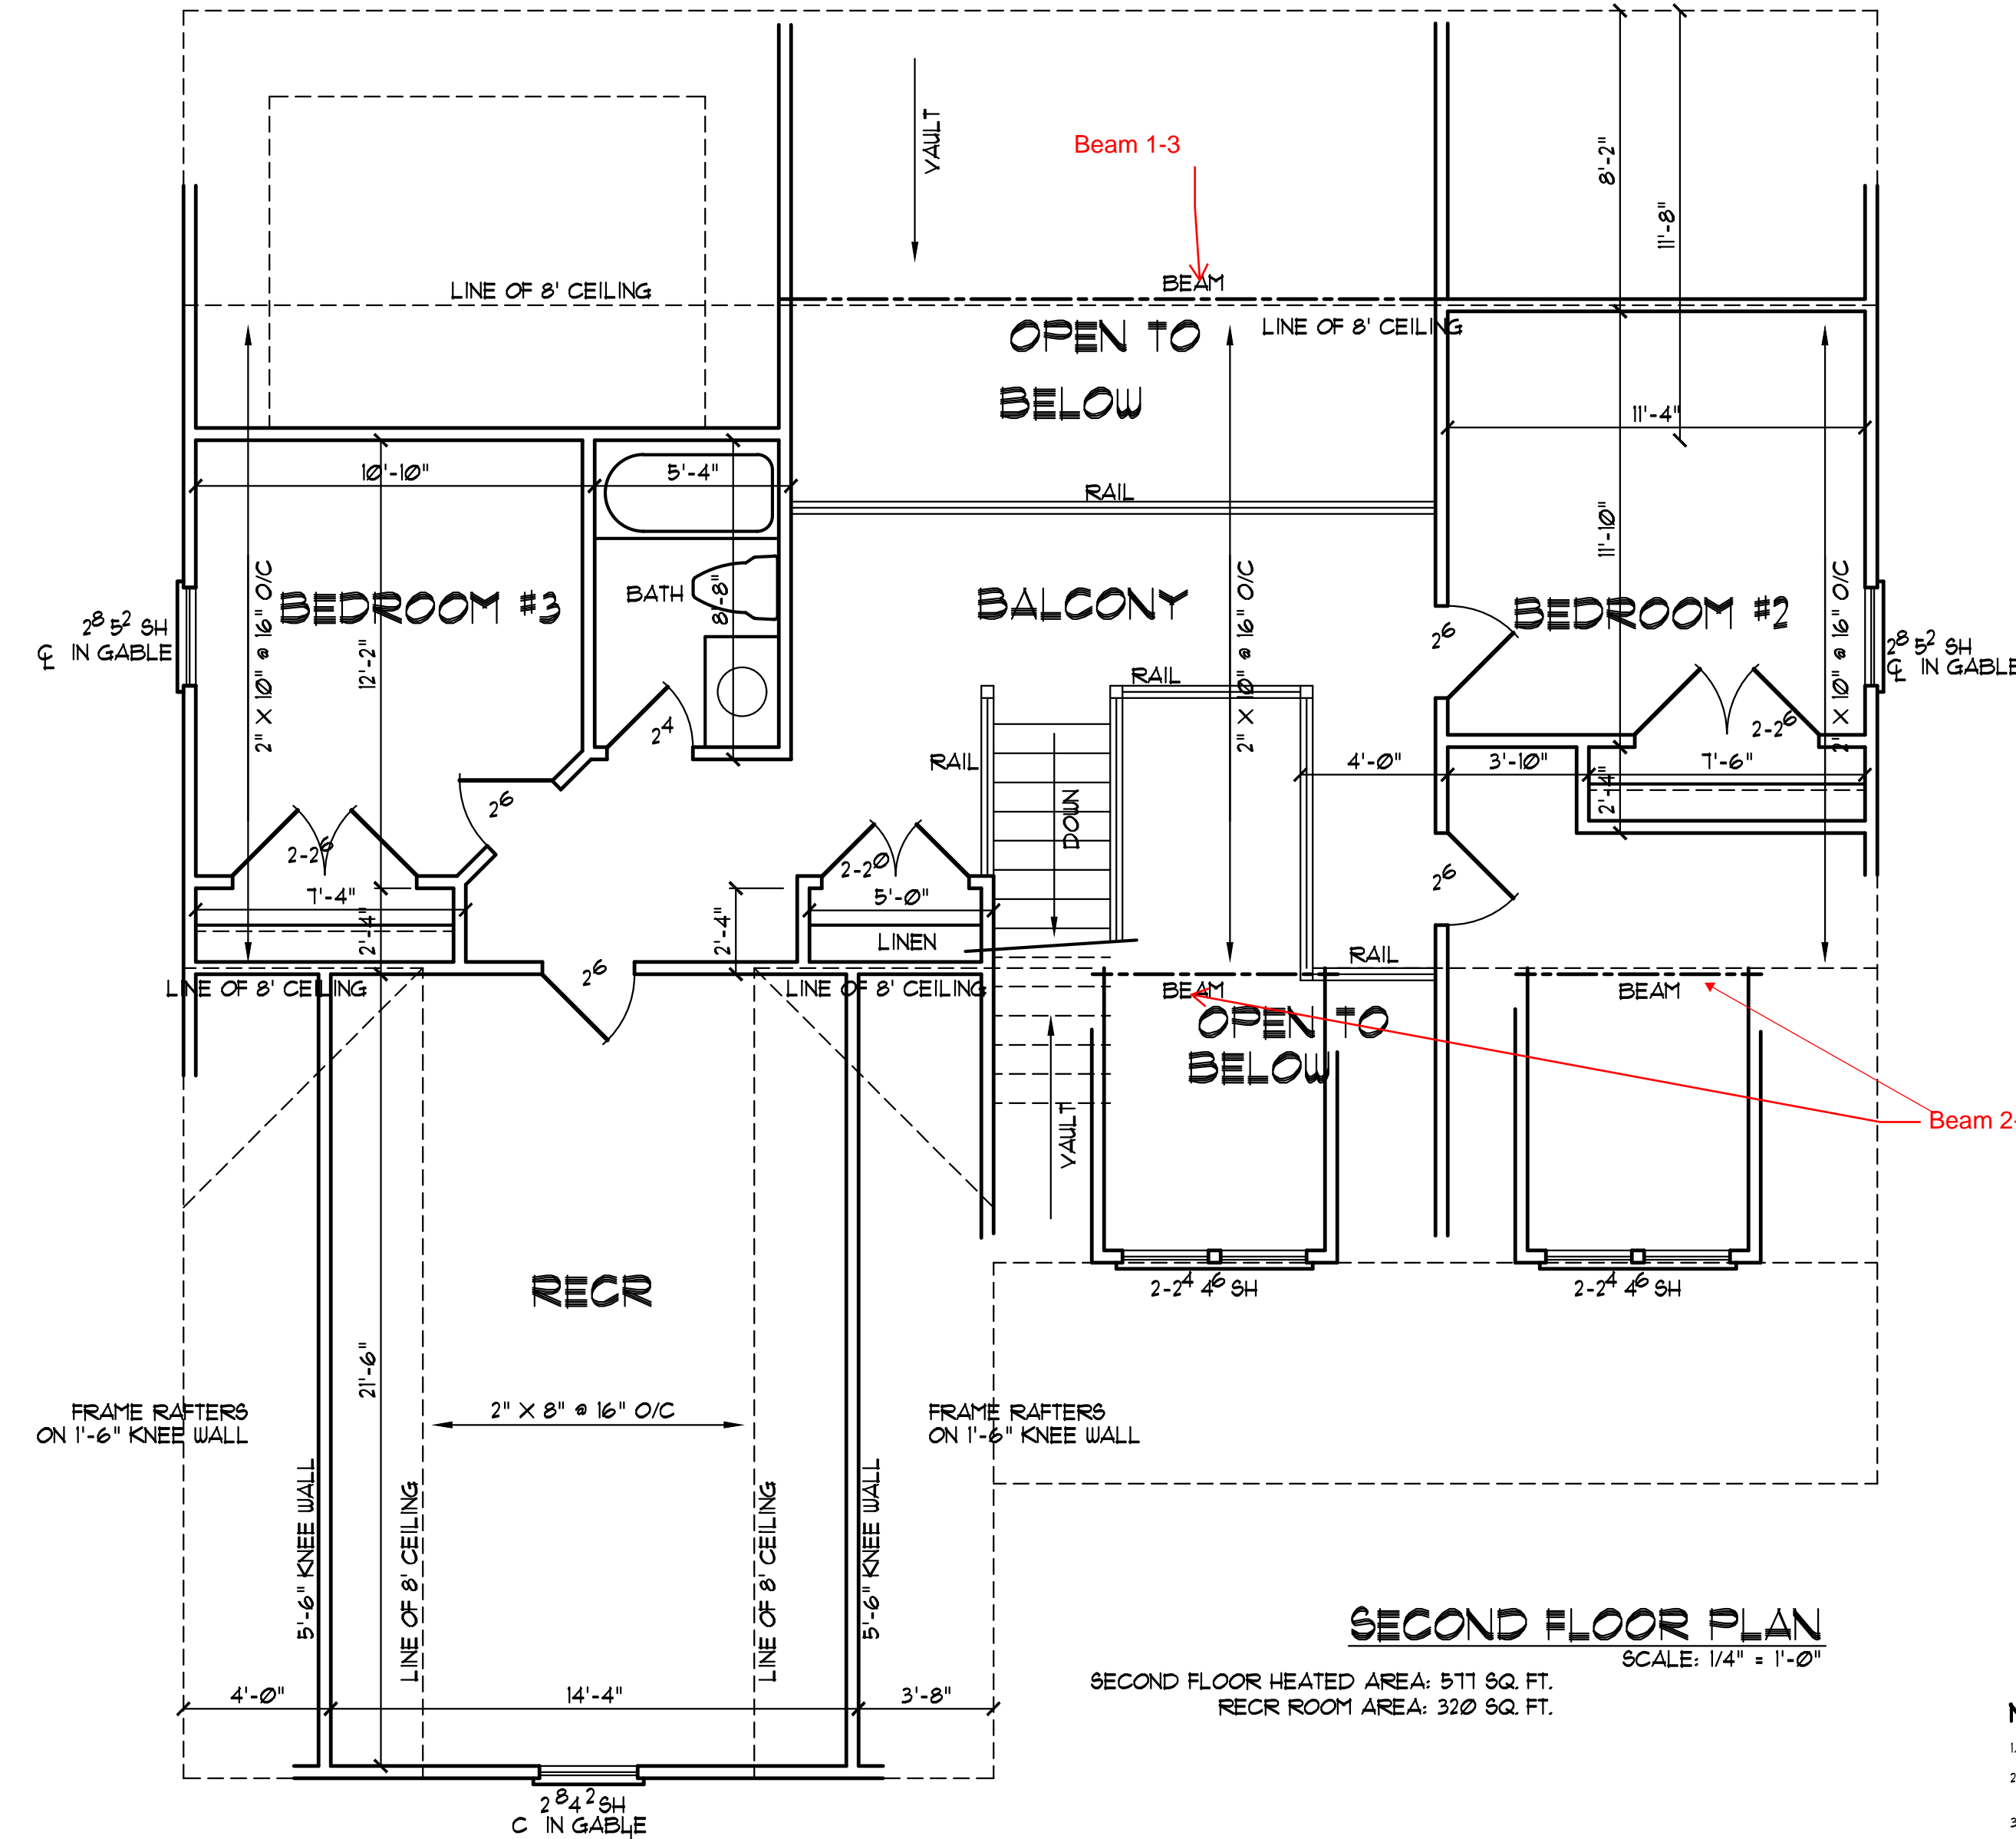 Beam 1-3
VAULT
8'-2"
11'-8"
LINE OF 8' CEILING
BEAM
OPEN TO
BELOW
LINE OF 8' CEILING
11'-4"
10'-10"
5'-4"
RAIL
11'-10"
BEDROOM #3
BATH
8'-8"
BALCONY
BEDROOM #2
2⁸ 5² SH
℄ IN GABLE
2" X 10" @ 16" O/C
12'-2"
2" X 10" @ 16" O/C
2⁶
2" X 10" @ 16" O/C
2⁸ 5² SH
℄ IN GABLE
RAIL
2⁴
2-2⁶
RAIL
4'-0"
3'-10"
7'-6"
2'-4"
2⁶
DOWN
2-2⁶
2-2⁰
2⁶
7'-4"
5'-0"
2'-4"
2'-4"
LINEN
RAIL
2⁶
LINE OF 8' CEILING
LINE OF 8' CEILING
BEAM
BEAM
OPEN TO
BELOW
Beam 2-
VAULT
RECR
2-2⁴ 4⁶ SH
2-2⁴ 4⁶ SH
21'-6"
FRAME RAFTERS
ON 1'-6" KNEE WALL
2" X 8" @ 16" O/C
FRAME RAFTERS
ON 1'-6" KNEE WALL
5'-6" KNEE WALL
LINE OF 8' CEILING
LINE OF 8' CEILING
5'-6" KNEE WALL
SECOND FLOOR PLAN
SCALE: 1/4" = 1'-0"
SECOND FLOOR HEATED AREA: 577 SQ. FT.
RECR ROOM AREA: 320 SQ. FT.
4'-0"
14'-4"
3'-8"
2⁸ 4² SH
C IN GABLE